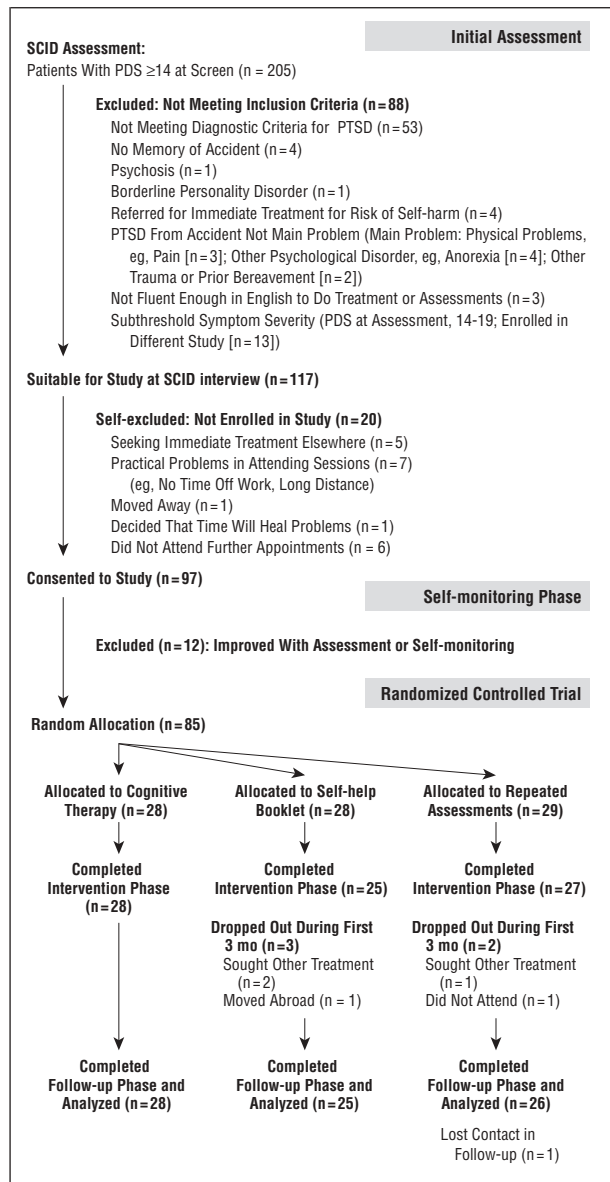 Initial Assessment
SCID Assessment:
Patients With PDS ≥14 at Screen (n = 205)
Excluded: Not Meeting Inclusion Criteria (n = 88)
Not Meeting Diagnostic Criteria for PTSD (n = 53)
No Memory of Accident (n = 4)
Psychosis (n = 1)
Borderline Personality Disorder (n = 1)
Referred for Immediate Treatment for Risk of Self-harm (n = 4)
PTSD From Accident Not Main Problem (Main Problem: Physical Problems,
eg, Pain [n = 3]; Other Psychological Disorder, eg, Anorexia [n = 4]; Other
Trauma or Prior Bereavement [n = 2])
Not Fluent Enough in English to Do Treatment or Assessments (n = 3)
Subthreshold Symptom Severity (PDS at Assessment, 14-19; Enrolled in
Different Study [n = 13])
Suitable for Study at SCID interview (n = 117)
Self-excluded: Not Enrolled in Study (n = 20)
Seeking Immediate Treatment Elsewhere (n = 5)
Practical Problems in Attending Sessions (n = 7)
(eg, No Time Off Work, Long Distance)
Moved Away (n = 1)
Decided That Time Will Heal Problems (n = 1)
Did Not Attend Further Appointments (n = 6)
Consented to Study (n = 97)
Self-monitoring Phase
Excluded (n = 12): Improved With Assessment or Self-monitoring
Randomized Controlled Trial
Random Allocation (n = 85)
Allocated to Cognitive
Therapy (n = 28)
Allocated to Self-help
Booklet (n = 28)
Allocated to Repeated
Assessments (n = 29)
Completed
Intervention Phase
(n = 28)
Completed
Intervention Phase (n = 25)
Completed
Intervention Phase (n = 27)
Dropped Out During First
3 mo (n = 3)
Sought Other Treatment
(n = 2)
Moved Abroad (n = 1)
Dropped Out During First
3 mo (n = 2)
Sought Other Treatment
(n = 1)
Did Not Attend (n = 1)
Completed
Follow-up Phase and
Analyzed (n = 28)
Completed
Follow-up Phase and
Analyzed (n = 25)
Completed
Follow-up Phase and
Analyzed (n = 26)
Lost Contact in
Follow-up (n = 1)